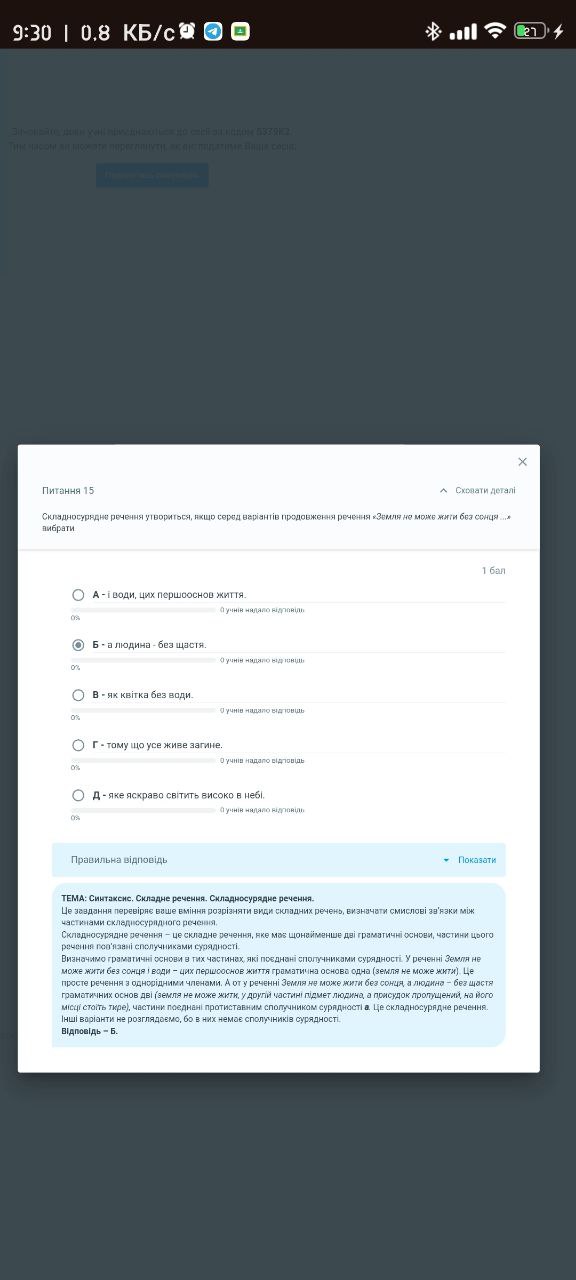 9:30 | 0.8 КБ/с
27
Зачекайте, доки учні приєднаються до сесії за кодом 5379K2.
Тим часом ви можете переглянути, як виглядатиме Ваша сесія:
Питання 15
Сховати деталі
Складносурядне речення утвориться, якщо серед варіантів продовження речення «Земля не може жити без сонця ...»
вибрати
1 бал
А - і води, цих першооснов життя.
0 учнів надало відповідь
0%
Б - а людина - без щастя.
0 учнів надало відповідь
0%
В - як квітка без води.
0 учнів надало відповідь
0%
Г - тому що усе живе загине.
0 учнів надало відповідь
0%
Д - яке яскраво світить високо в небі.
0 учнів надало відповідь
0%
Правильна відповідь
Показати
ТЕМА: Синтаксис. Складне речення. Складносурядне речення.
Це завдання перевіряє ваше вміння розрізняти види складних речень, визначати смислові зв'язки між
частинами складносурядного речення.
Складносурядне речення – це складне речення, яке має щонайменше дві граматичні основи, частини цього
речення пов'язані сполучниками сурядності.
Визначимо граматичні основи в тих частинах, які поєднані сполучниками сурядності. У реченні Земля не
може жити без сонця і води – цих першооснов життя граматична основа одна (земля не може жити). Це
просте речення з однорідними членами. А от у реченні Земля не може жити без сонця, а людина – без щастя
граматичних основ дві (земля не може жити, у другій частині підмет людина, а присудок пропущений, на його
місці стоїть тире), частини поєднані протиставним сполучником сурядності а. Це складносурядне речення.
Інші варіанти не розглядаємо, бо в них немає сполучників сурядності.
Відповідь – Б.